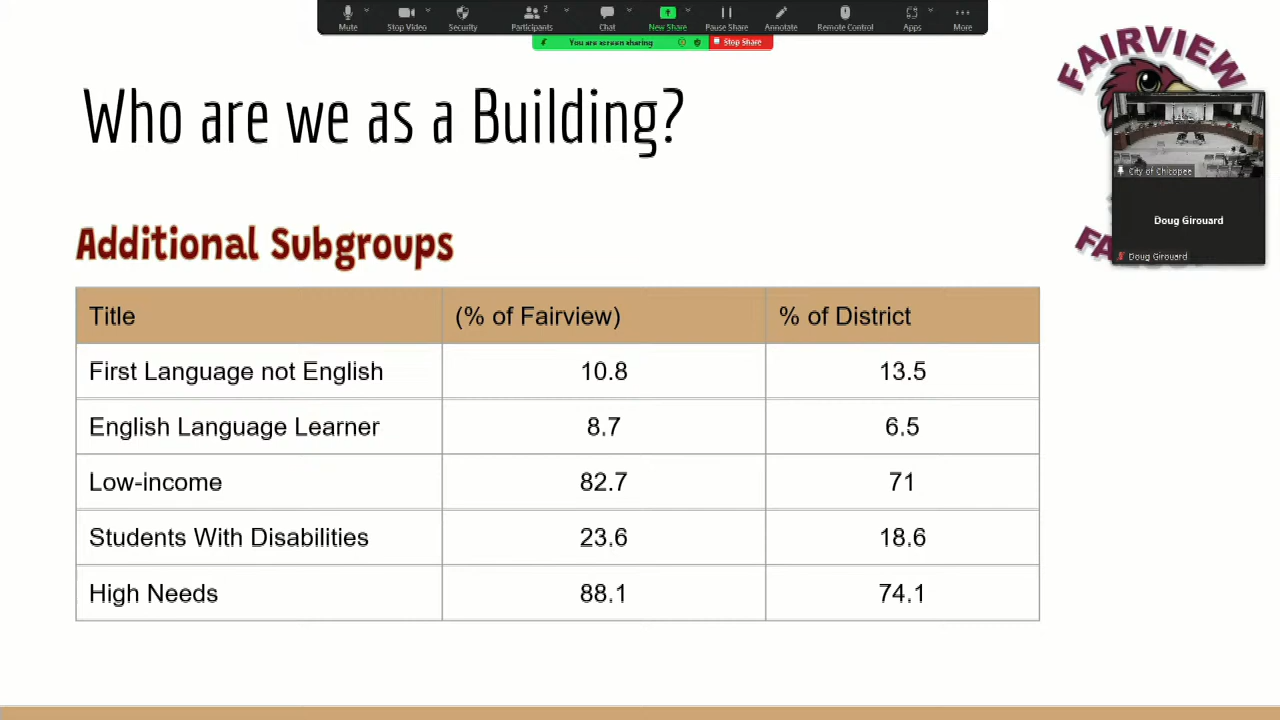 Mute Stop Video Security Participants 2 Chat New Share Pause Share Annotate Remote Control Apps More
You are screen sharing Stop Share
FAIRVIEW
Who are we as a Building?
City of Chicopee
Doug Girouard
Doug Girouard
Additional Subgroups
Title (% of Fairview) % of District
First Language not English 10.8 13.5
English Language Learner 8.7 6.5
Low-income 82.7 71
Students With Disabilities 23.6 18.6
High Needs 88.1 74.1